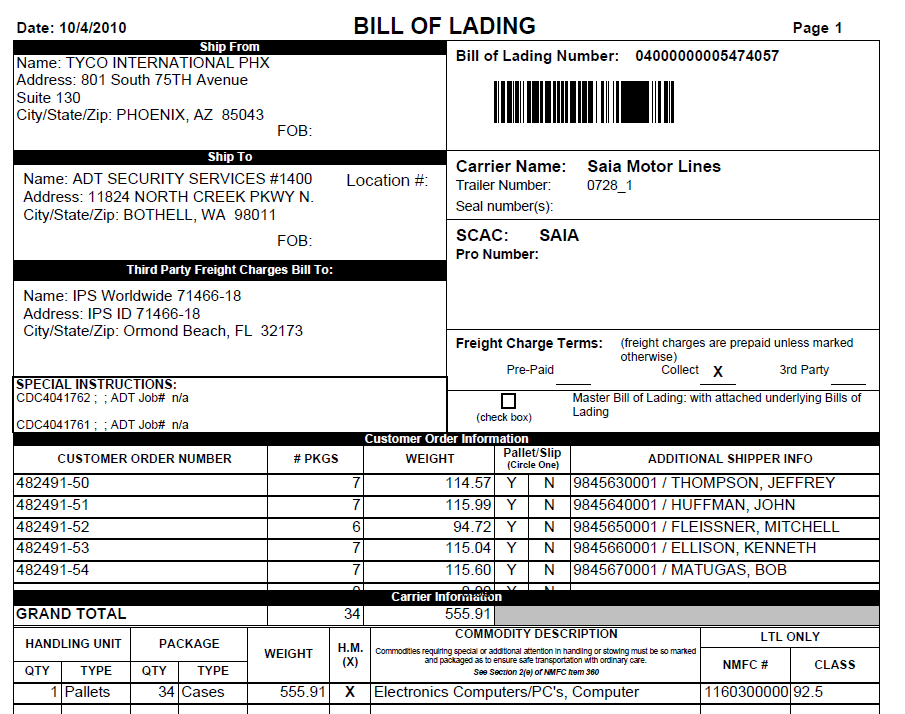 Date: 10/4/2010
BILL OF LADING
Page 1
Ship From
Name: TYCO INTERNATIONAL PHX
Address: 801 South 75TH Avenue
Suite 130
City/State/Zip: PHOENIX, AZ 85043
FOB:
Bill of Lading Number: 04000000005474057
Ship To
Name: ADT SECURITY SERVICES #1400 Location #:
Address: 11824 NORTH CREEK PKWY N.
City/State/Zip: BOTHELL, WA 98011
FOB:
Carrier Name: Saia Motor Lines
Trailer Number: 0728_1
Seal number(s):
SCAC: SAIA
Pro Number:
Third Party Freight Charges Bill To:
Name: IPS Worldwide 71466-18
Address: IPS ID 71466-18
City/State/Zip: Ormond Beach, FL 32173
Freight Charge Terms: (freight charges are prepaid unless marked
otherwise)
Pre-Paid Collect X 3rd Party
SPECIAL INSTRUCTIONS:
CDC4041762 ; ; ADT Job# n/a
CDC4041761 ; ; ADT Job# n/a
(check box)
Master Bill of Lading: with attached underlying Bills of
Lading
Customer Order Information
CUSTOMER ORDER NUMBER # PKGS WEIGHT Pallet/Slip (Circle One) ADDITIONAL SHIPPER INFO
482491-50 7 114.57 Y N 9845630001 / THOMPSON, JEFFREY
482491-51 7 115.99 Y N 9845640001 / HUFFMAN, JOHN
482491-52 6 94.72 Y N 9845650001 / FLEISSNER, MITCHELL
482491-53 7 115.04 Y N 9845660001 / ELLISON, KENNETH
482491-54 7 115.60 Y N 9845670001 / MATUGAS, BOB
Carrier Information
GRAND TOTAL 34 555.91
HANDLING UNIT PACKAGE WEIGHT H.M. (X) COMMODITY DESCRIPTION LTL ONLY
Commodities requiring special or additional attention in handling or stowing must be so marked
and packaged as to ensure safe transportation with ordinary care.
See Section 2(e) of NMFC Item 360
QTY TYPE QTY TYPE NMFC # CLASS
1 Pallets 34 Cases 555.91 X Electronics Computers/PC's, Computer 1160300000 92.5